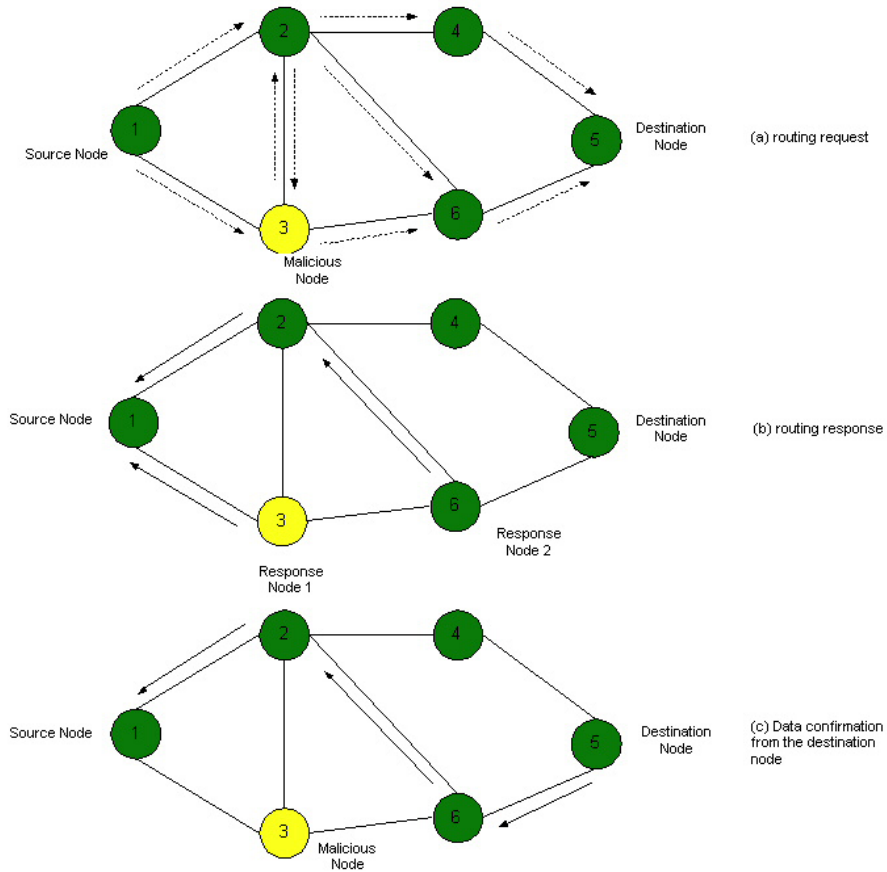 2
4
1
Source Node
5
Destination
Node
(a) routing request
3
6
Malicious
Node
2
4
Source Node
1
5
Destination
Node
(b) routing response
3
6
Response
Node 1
Response
Node 2
2
4
Source Node
1
5
Destination
Node
(c) Data confirmation
from the destination
node
3
6
Malicious
Node